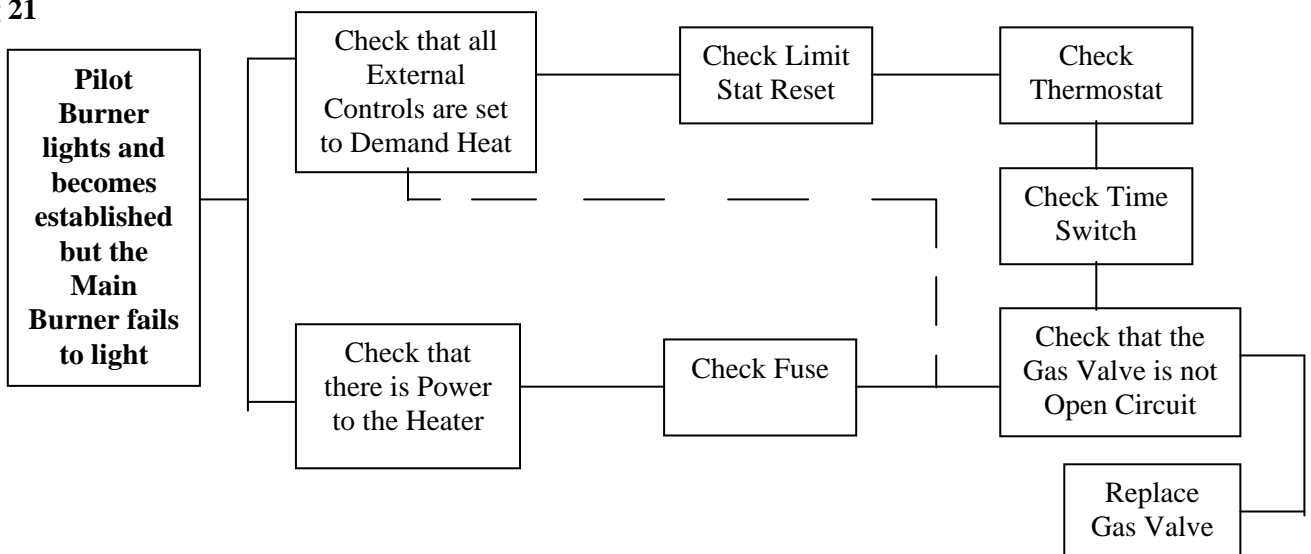 21
Pilot
Burner
lights and
becomes
established
but the
Main
Burner fails
to light
Check that all
External
Controls are set
to Demand Heat
Check Limit
Stat Reset
Check
Thermostat
Check Time
Switch
Check that
there is Power
to the Heater
Check Fuse
Check that the
Gas Valve is not
Open Circuit
Replace
Gas Valve